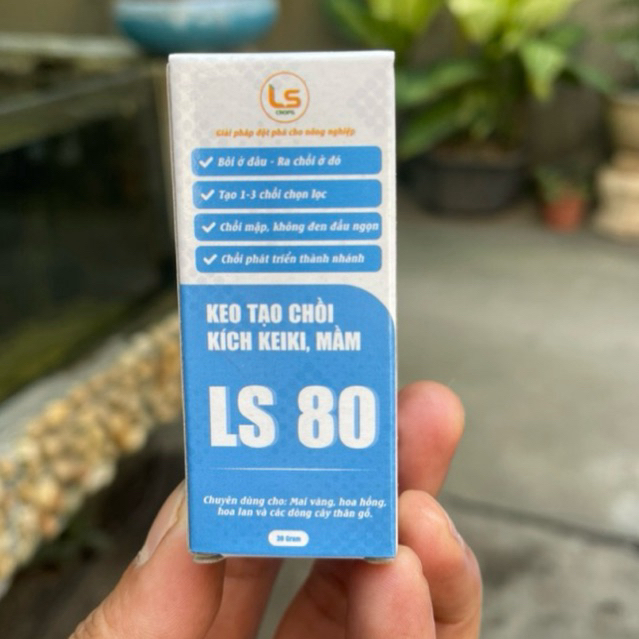 LS
CROPS
Giải pháp đột phá cho nông nghiệp
Bôi ở đâu - Ra chồi ở đó
Tạo 1-3 chồi chọn lọc
Chồi mập, không đen đầu ngọn
Chồi phát triển thành nhánh
KEO TẠO CHỒI
KÍCH KEIKI, MẦM
LS 80
Chuyên dùng cho: Mai vàng, hoa hồng,
hoa lan và các dòng cây thân gỗ.
30 Gram